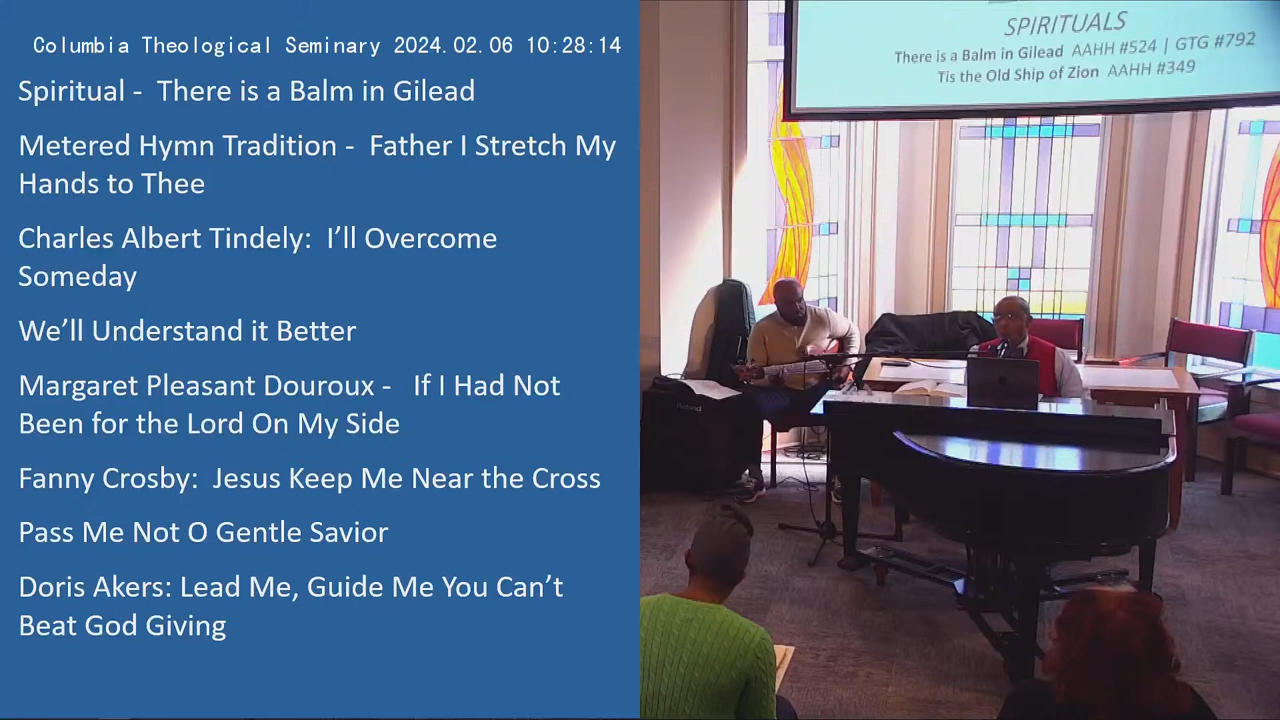 Columbia Theological Seminary 2024.02.06 10:28:14
Spiritual - There is a Balm in Gilead
Metered Hymn Tradition - Father I Stretch My
Hands to Thee
Charles Albert Tindely: I’ll Overcome
Someday
We’ll Understand it Better
Margaret Pleasant Douroux - If I Had Not
Been for the Lord On My Side
Fanny Crosby: Jesus Keep Me Near the Cross
Pass Me Not O Gentle Savior
Doris Akers: Lead Me, Guide Me You Can’t
Beat God Giving
SPIRITUALS
There is a Balm in Gilead AAHH #524 | GTG #792
Tis the Old Ship of Zion AAHH #349
Roland